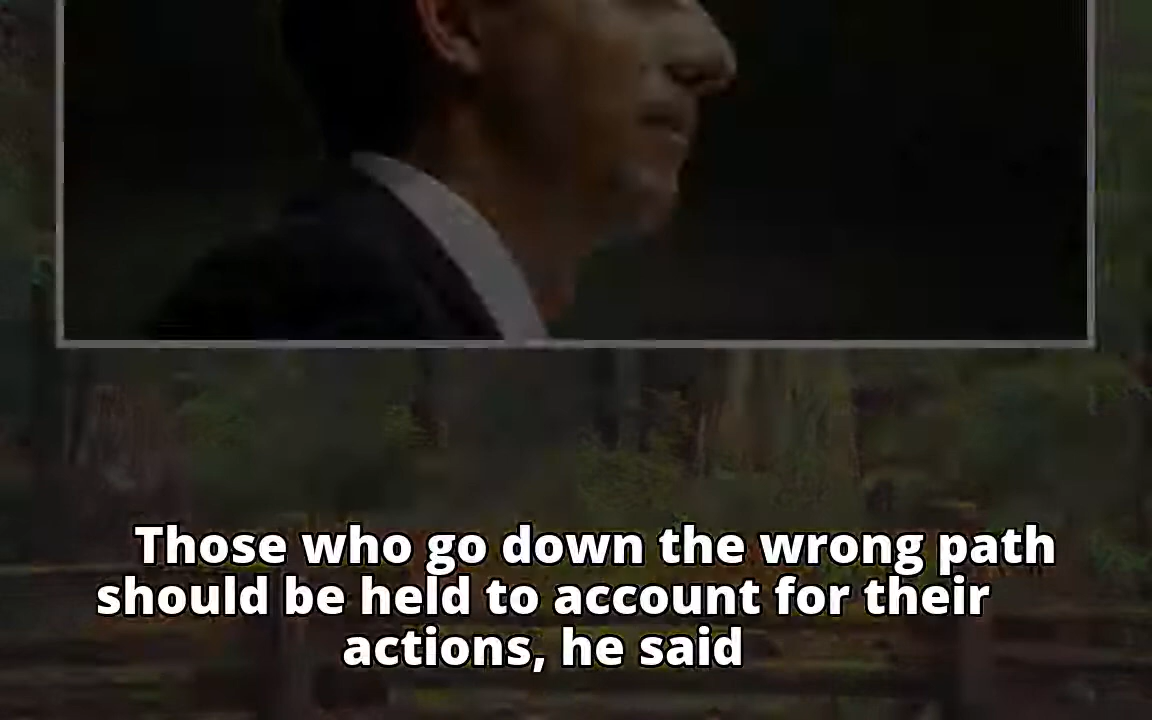 Those who go down the wrong path
should be held to account for their
actions, he said